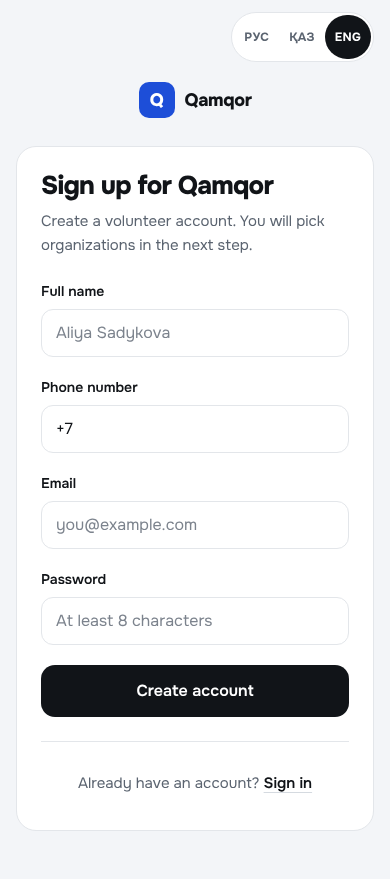 РУС ҚАЗ ENG
Q Qamqor
Sign up for Qamqor
Create a volunteer account. You will pick
organizations in the next step.
Full name
Aliya Sadykova
Phone number
+7
Email
you@example.com
Password
At least 8 characters
Create account
Already have an account? Sign in